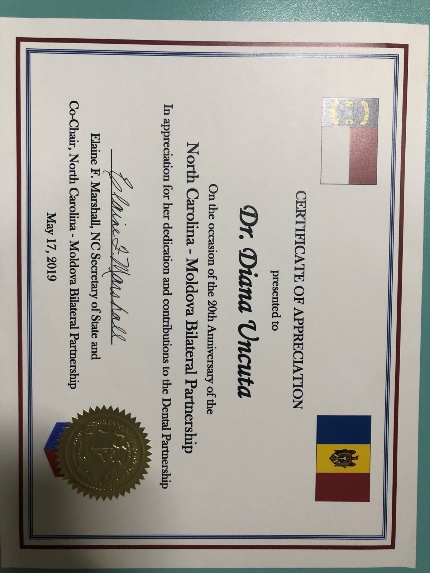 CERTIFICATE OF APPRECIATION
presented to
Dr. Diana Uncuta
On the occasion of the 20th Anniversary of the
North Carolina - Moldova Bilateral Partnership
In appreciation for her dedication and contributions to the Dental Partnership
Elaine F. Marshall
Elaine F. Marshall, NC Secretary of State and
Co-Chair, North Carolina - Moldova Bilateral Partnership
May 17, 2019